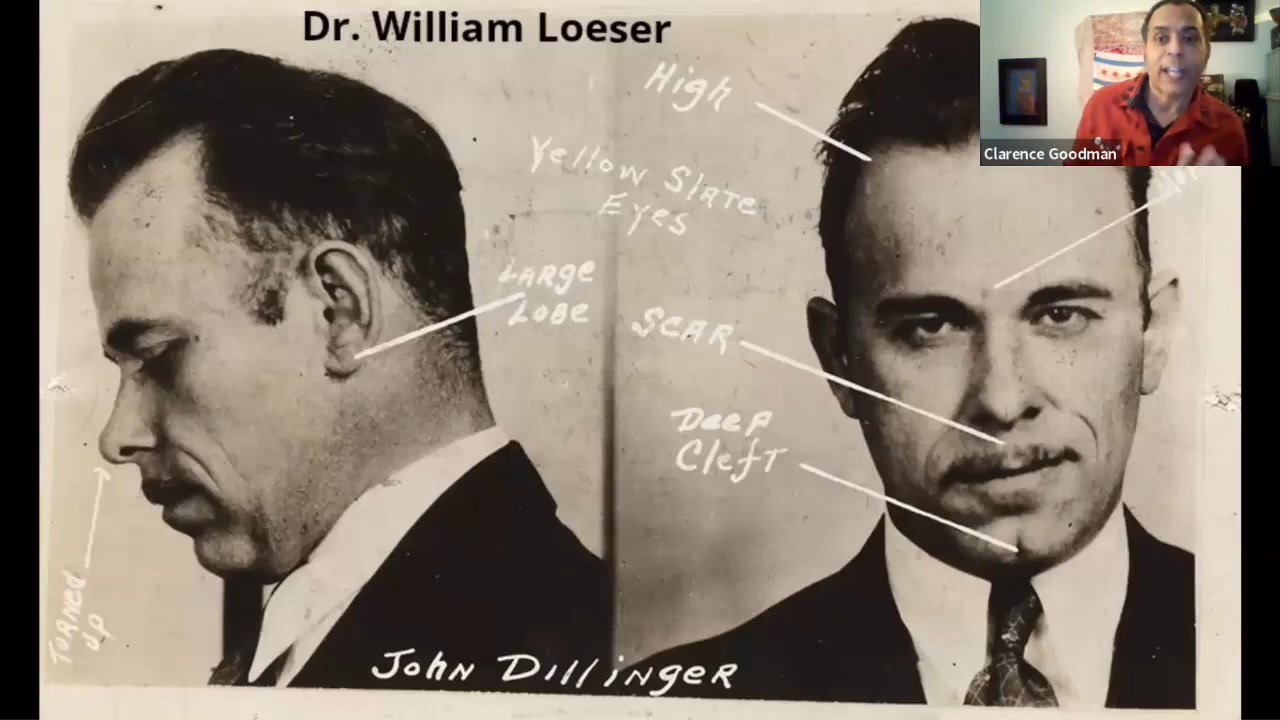 Dr. William Loeser
Clarence Goodman
High
Yellow Slate
Eyes
Large
Lobe
Scar
Deep
Cleft
Turned
Up
John Dillinger